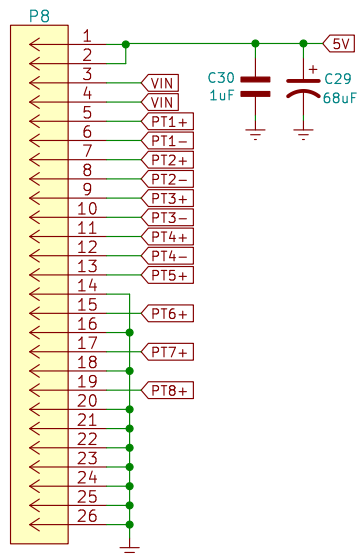 P8
1
5V
2
3 VIN
C30
1uF
+
C29
68uF
4 VIN
5 PT1+
6 PT1-
7 PT2+
8 PT2-
9 PT3+
10 PT3-
11 PT4+
12 PT4-
13 PT5+
14
15 PT6+
16
17 PT7+
18
19 PT8+
20
21
22
23
24
25
26